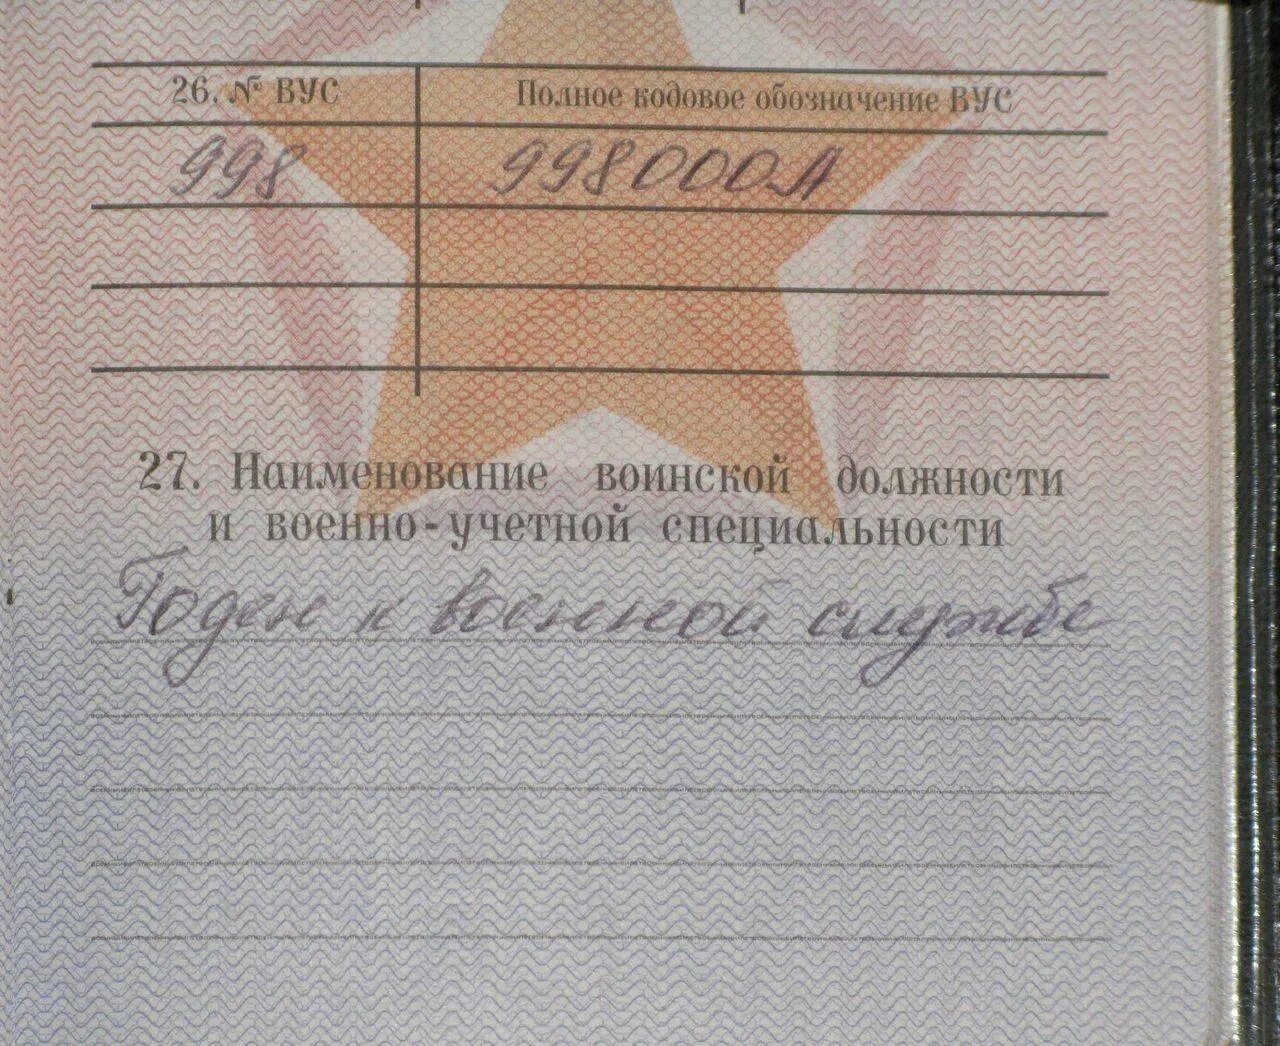 26. № ВУС Полное кодовое обозначение ВУС
998 998000А
27. Наименование воинской должности
и военно-учетной специальности
Годен к военной службе